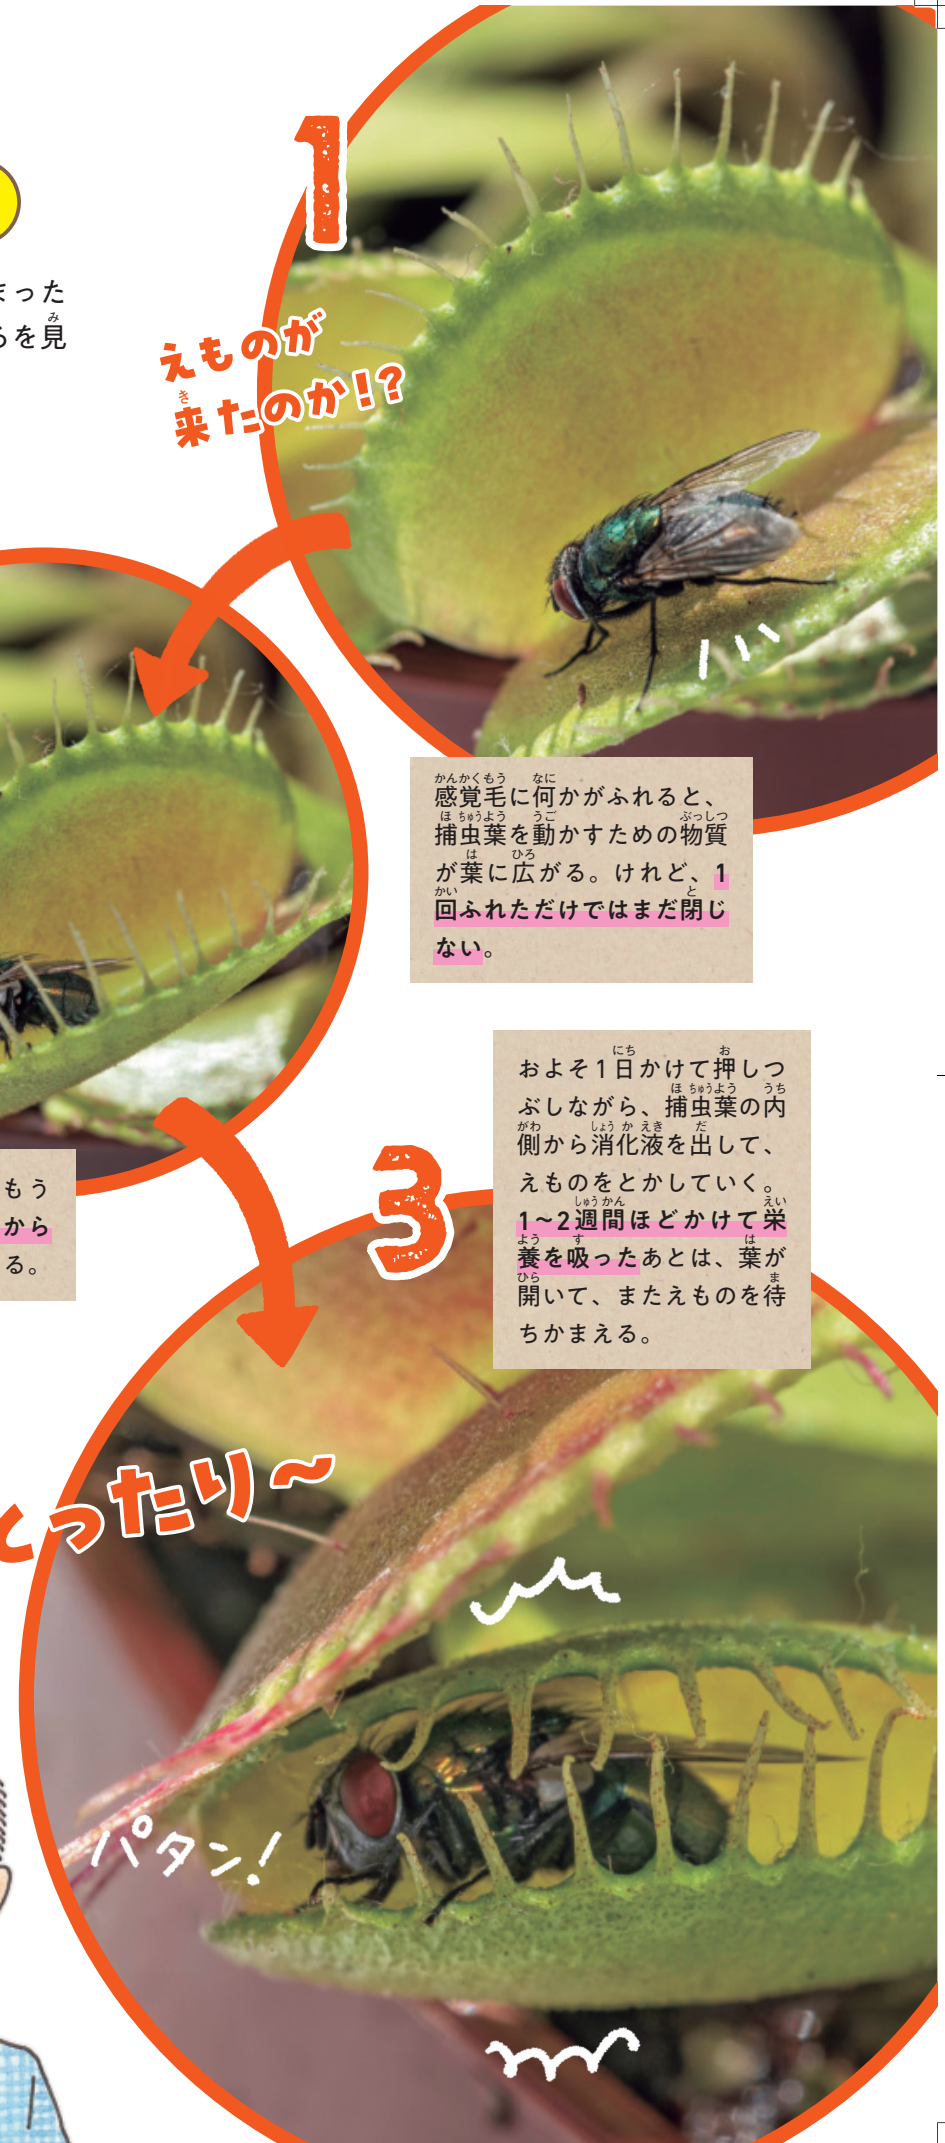 まった
ろを見
1
えものが
来たのか!?
感覚毛に何かがふれると、
捕虫葉を動かすための物質
が葉に広がる。けれど、1
回ふれただけではまだ閉じ
ない。
もう
から
る。
3
およそ1日かけて押しつ
ぶしながら、捕虫葉の内
側から消化液を出して、
えものをとかしていく。
1〜2週間ほどかけて栄
養を吸ったあとは、葉が
開いて、またえものを待
ちかまえる。
とったり〜
パタン!